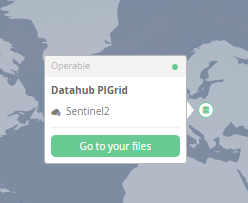 Operable
Datahub PlGrid
Sentinel2
Go to your files